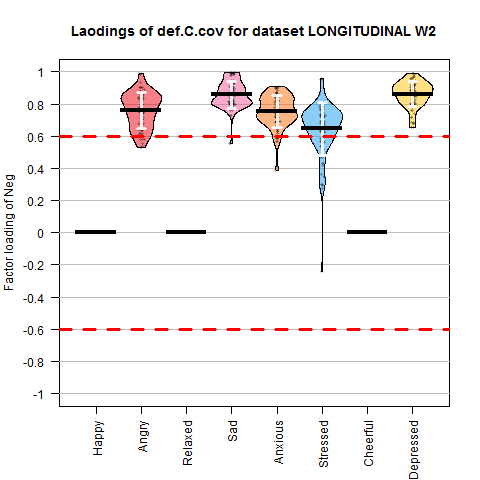 Laodings of def.C.cov for dataset LONGITUDINAL W2
Factor loading of Neg
1
0.8
0.6
0.4
0.2
0
-0.2
-0.4
-0.6
-0.8
-1
Happy
Angry
Relaxed
Sad
Anxious
Stressed
Cheerful
Depressed